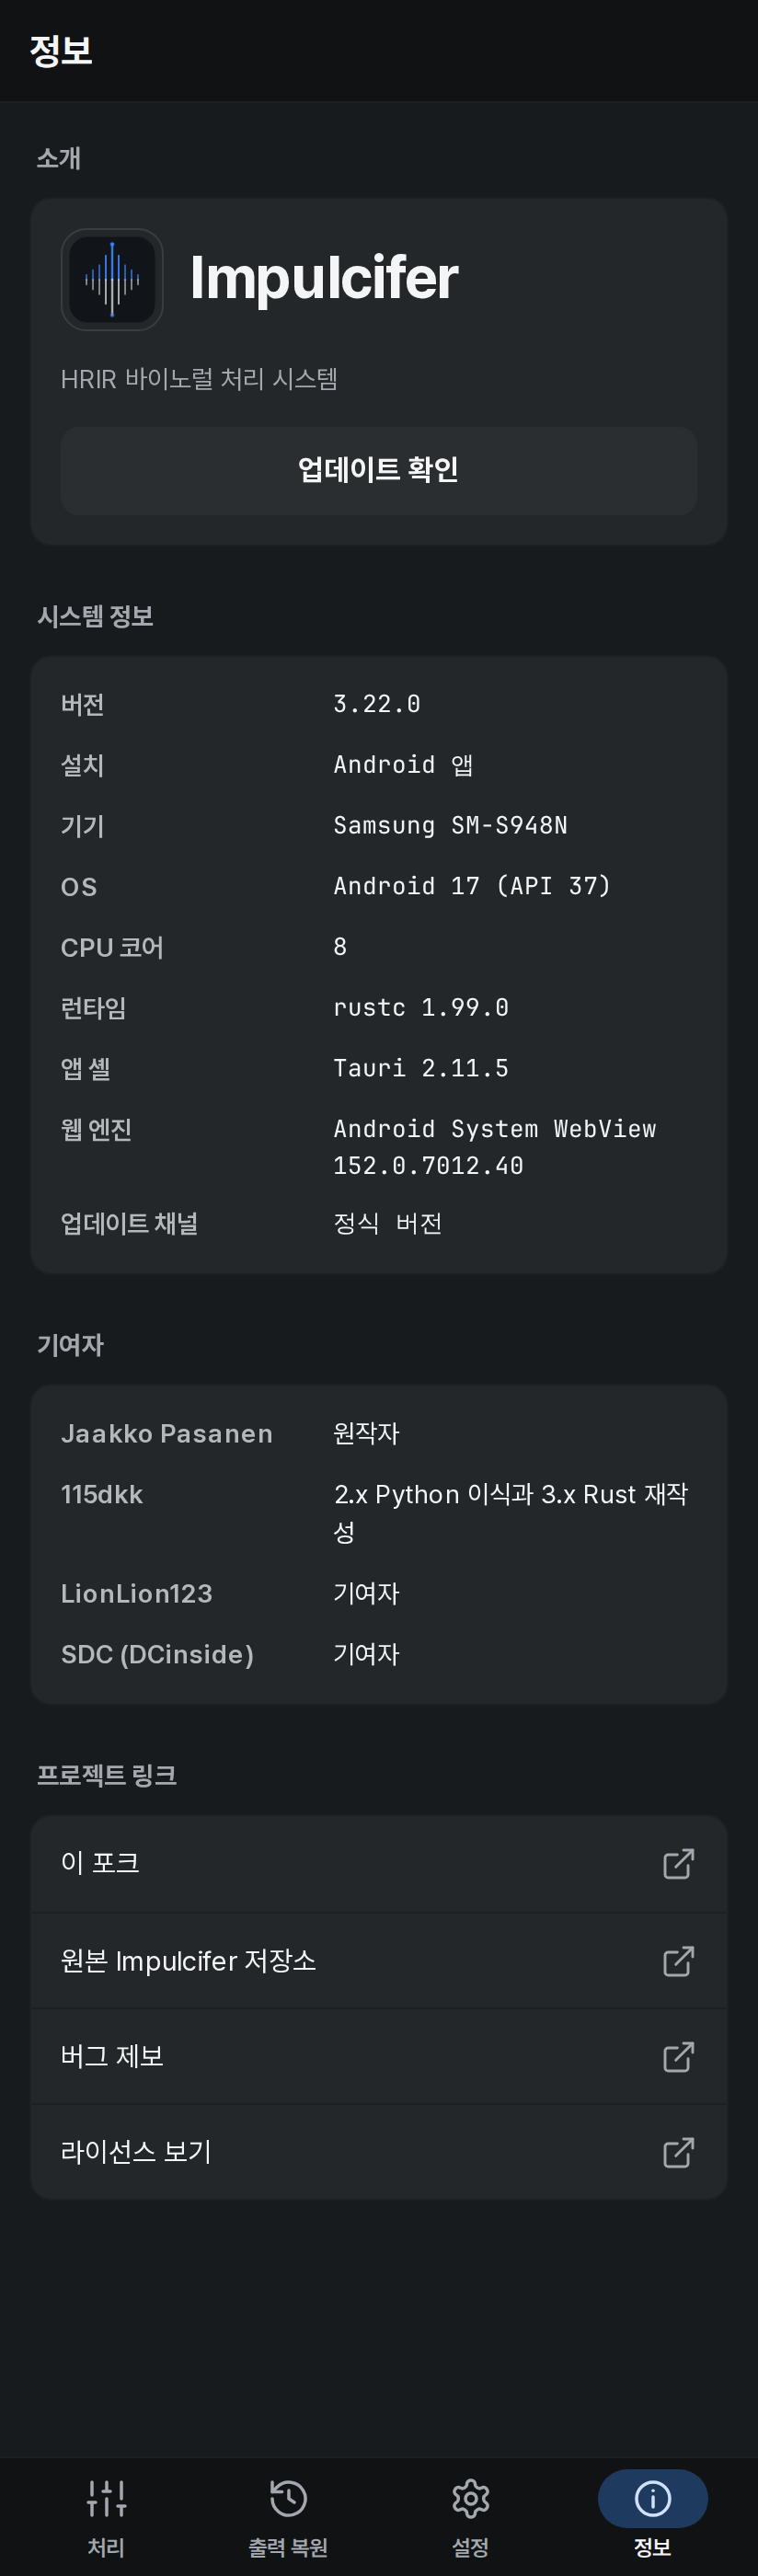 정보
소개
Impulcifer
HRIR 바이노럴 처리 시스템
업데이트 확인
시스템 정보
버전 3.22.0
설치 Android 앱
기기 Samsung SM-S948N
OS Android 17 (API 37)
CPU 코어 8
런타임 rustc 1.99.0
앱 셸 Tauri 2.11.5
웹 엔진 Android System WebView
152.0.7012.40
업데이트 채널 정식 버전
기여자
Jaakko Pasanen 원작자
115dkk 2.x Python 이식과 3.x Rust 재작
성
LionLion123 기여자
SDC (DCinside) 기여자
프로젝트 링크
이 포크
원본 Impulcifer 저장소
버그 제보
라이선스 보기
처리 출력 복원 설정 정보